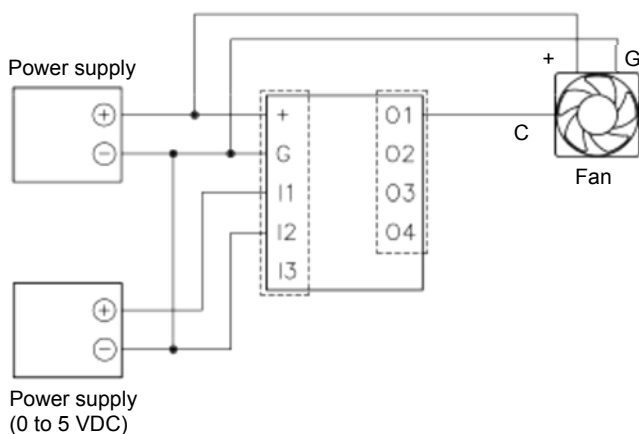 Power supply
+
−
Power supply
(0 to 5 VDC)
+
−
+
G
I1
I2
I3
O1
O2
O3
O4
+
G
C
Fan